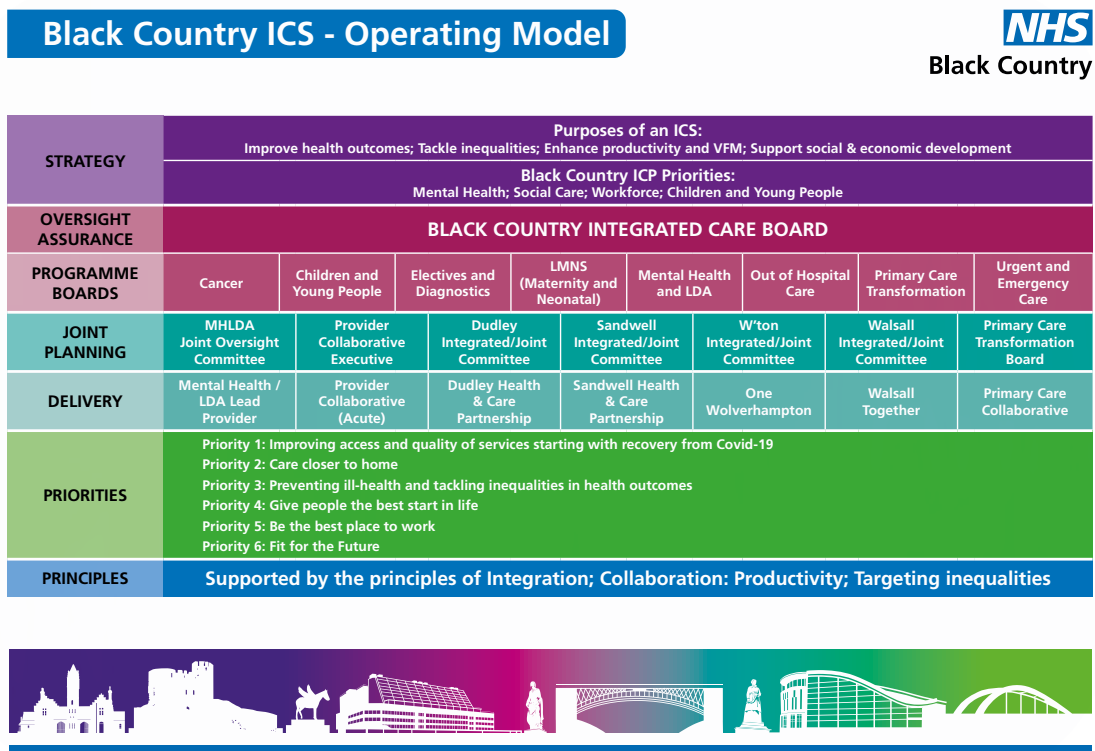 Black Country ICS - Operating Model
NHS
Black Country
STRATEGY
Purposes of an ICS:
Improve health outcomes; Tackle inequalities; Enhance productivity and VFM; Support social & economic development
Black Country ICP Priorities:
Mental Health; Social Care; Workforce; Children and Young People
OVERSIGHT
ASSURANCE
BLACK COUNTRY INTEGRATED CARE BOARD
PROGRAMME
BOARDS
Cancer
Children and
Young People
Electives and
Diagnostics
LMNS
(Maternity and
Neonatal)
Mental Health
and LDA
Out of Hospital
Care
Primary Care
Transformation
Urgent and
Emergency
Care
JOINT
PLANNING
MHLDA
Joint Oversight
Committee
Provider
Collaborative
Executive
Dudley
Integrated/Joint
Committee
Sandwell
Integrated/Joint
Committee
W'ton
Integrated/Joint
Committee
Walsall
Integrated/Joint
Committee
Primary Care
Transformation
Board
DELIVERY
Mental Health /
LDA Lead
Provider
Provider
Collaborative
(Acute)
Dudley Health
& Care
Partnership
Sandwell Health
& Care
Partnership
One
Wolverhampton
Walsall
Together
Primary Care
Collaborative
PRIORITIES
Priority 1: Improving access and quality of services starting with recovery from Covid-19
Priority 2: Care closer to home
Priority 3: Preventing ill-health and tackling inequalities in health outcomes
Priority 4: Give people the best start in life
Priority 5: Be the best place to work
Priority 6: Fit for the Future
PRINCIPLES
Supported by the principles of Integration; Collaboration: Productivity; Targeting inequalities